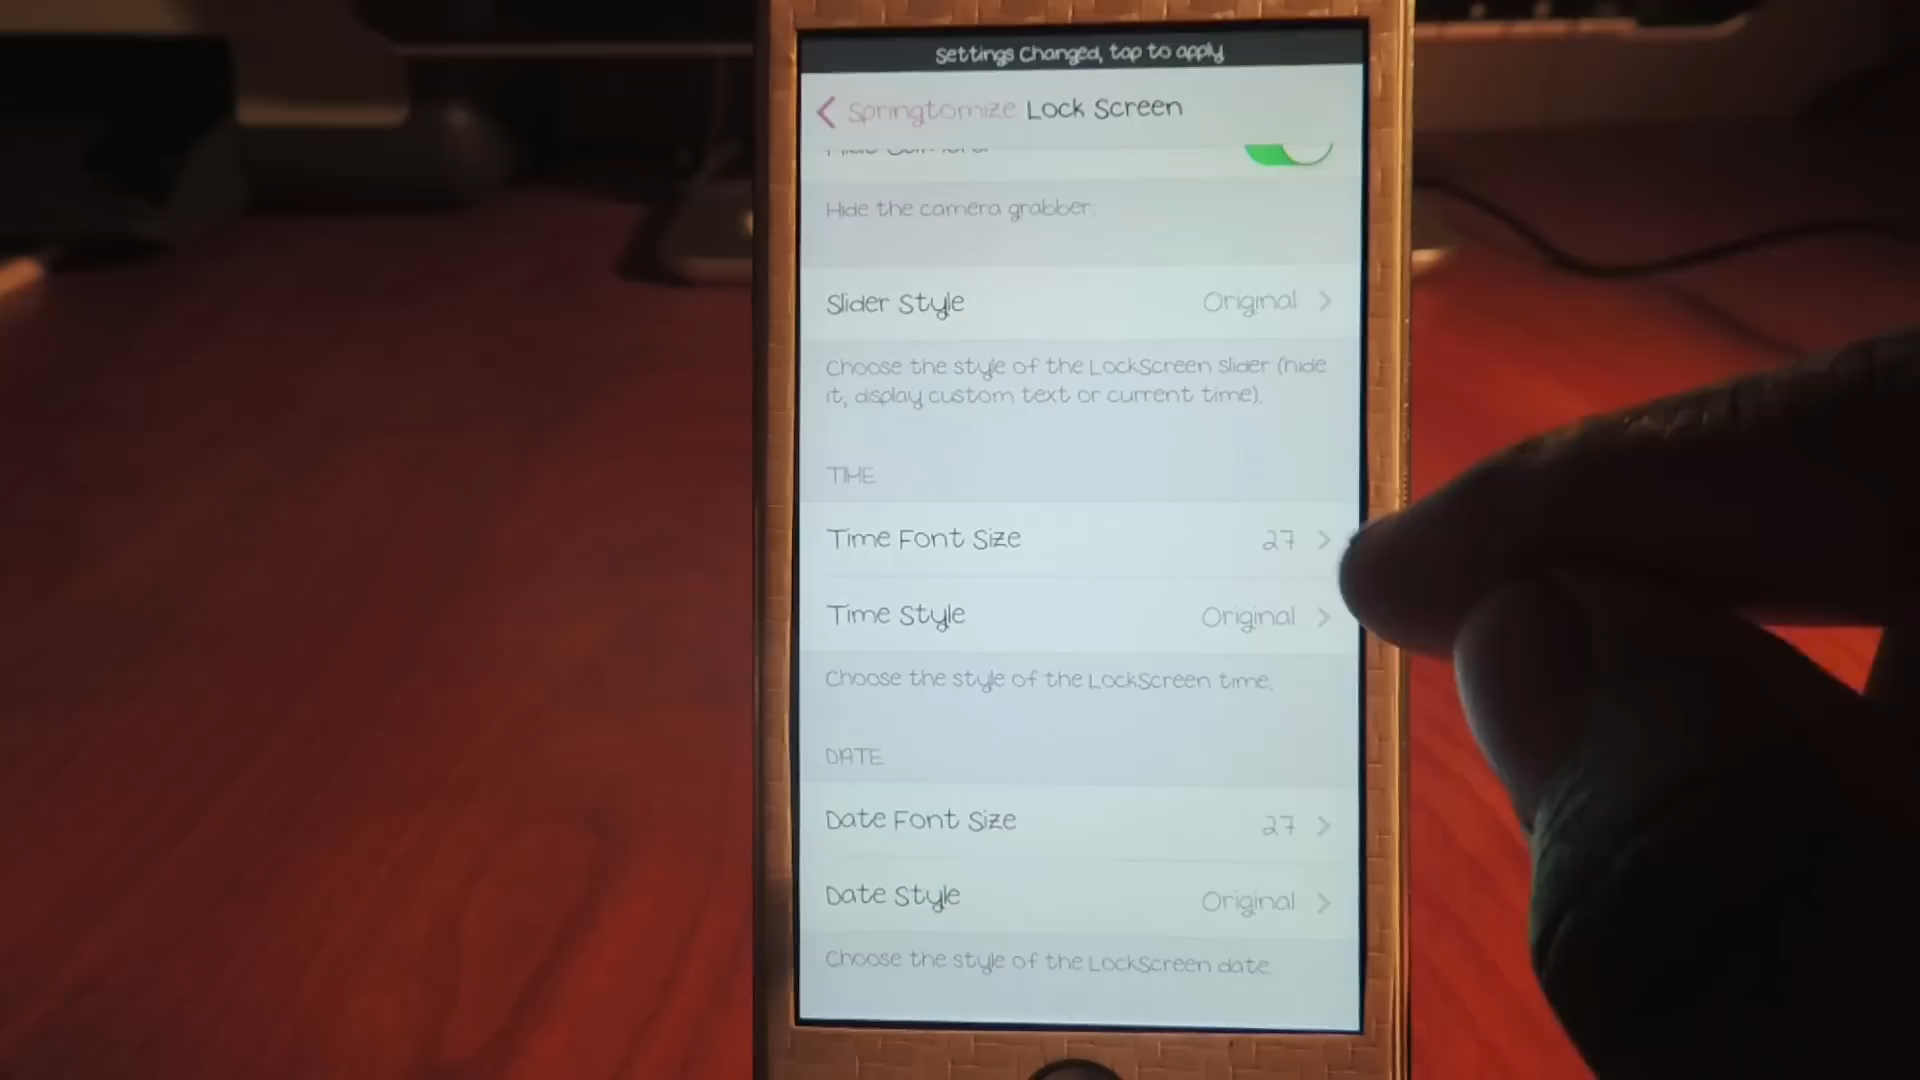 Settings Changed, tap to apply
Springtomize Lock Screen
Hide Camera
Hide the camera grabber.
Slider Style Original
Choose the style of the LockScreen slider (hide
it, display custom text or current time).
TIME
Time Font Size 27
Time Style Original
Choose the style of the LockScreen time.
DATE
Date Font Size 27
Date Style Original
Choose the style of the LockScreen date.